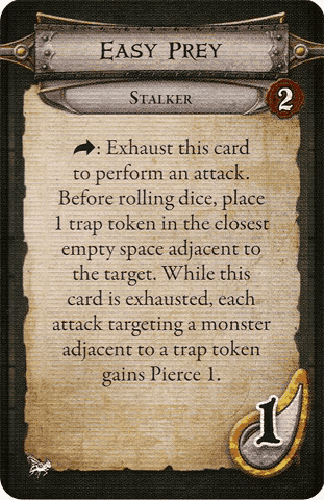 Easy Prey
Stalker
2
: Exhaust this card
to perform an attack.
Before rolling dice, place
1 trap token in the closest
empty space adjacent to
the target. While this
card is exhausted, each
attack targeting a monster
adjacent to a trap token
gains Pierce 1.
1